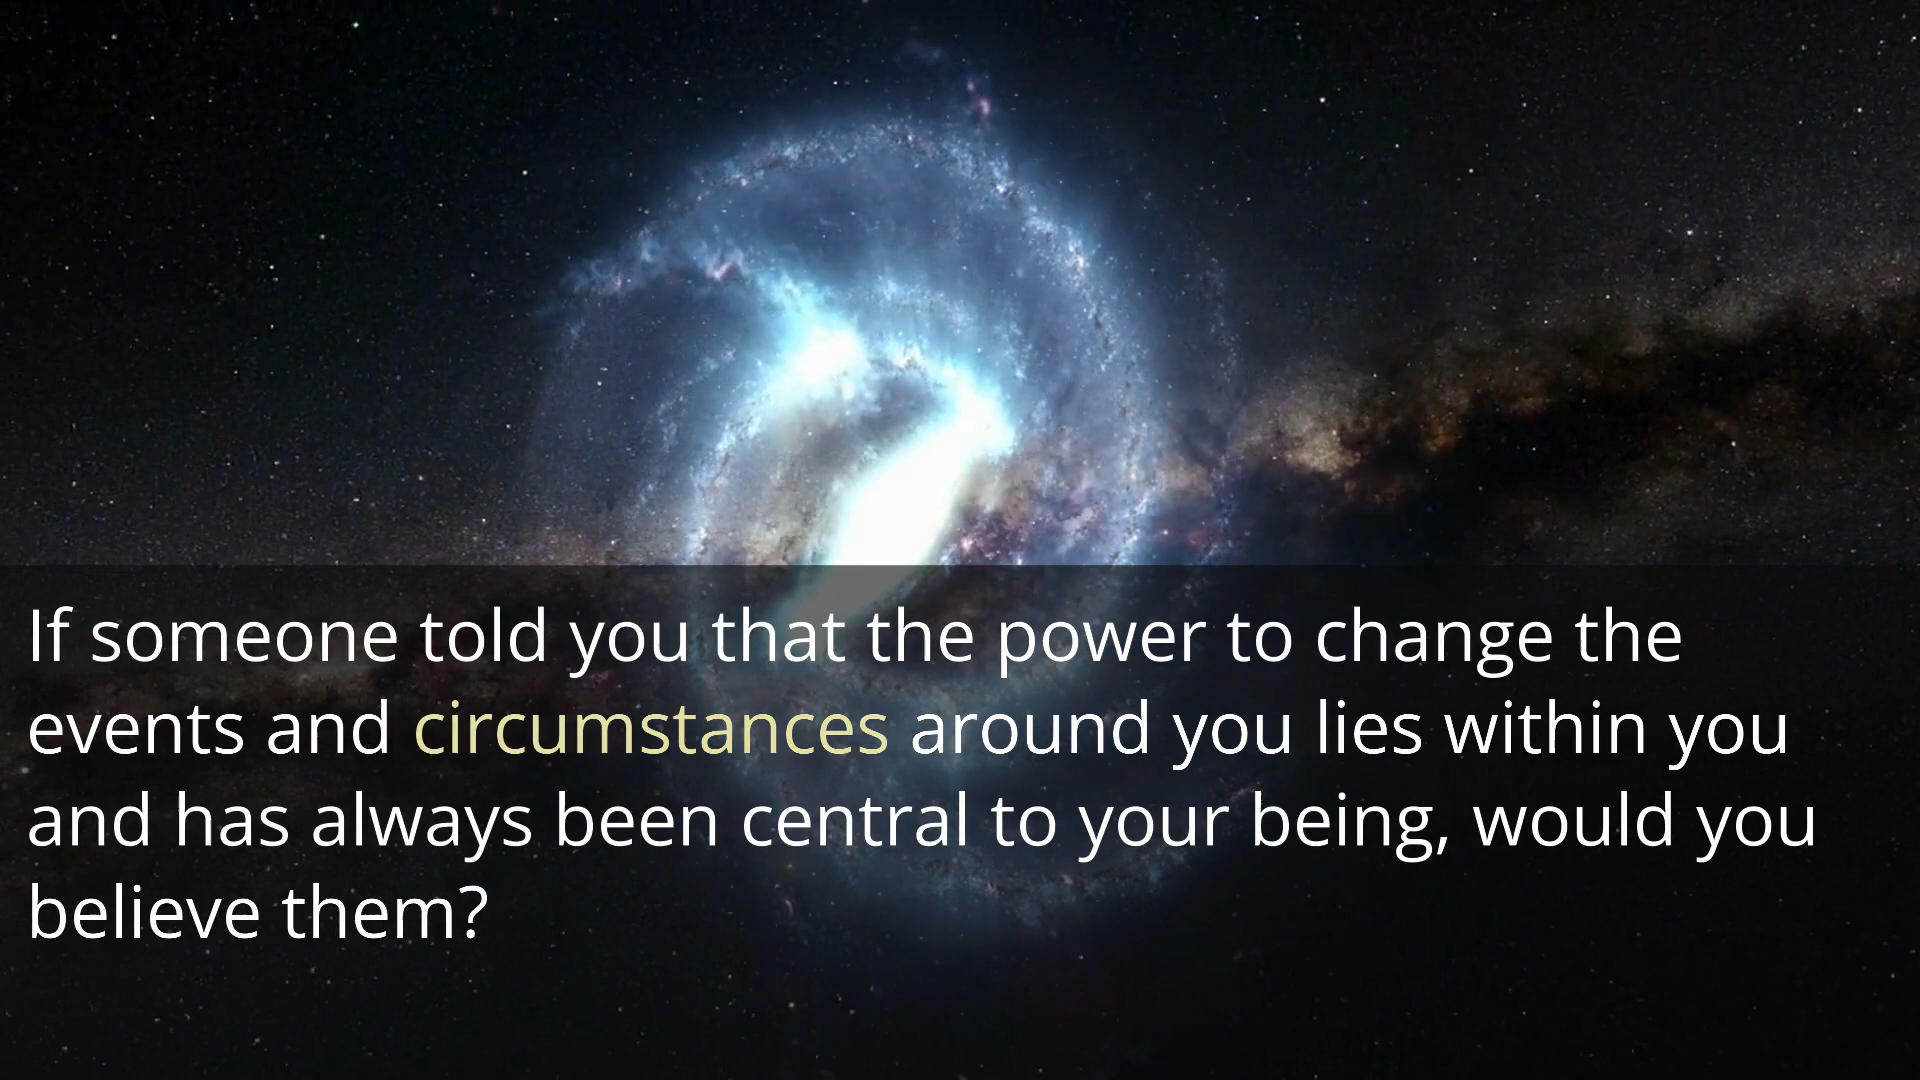 If someone told you that the power to change the
events and circumstances around you lies within you
and has always been central to your being, would you
believe them?